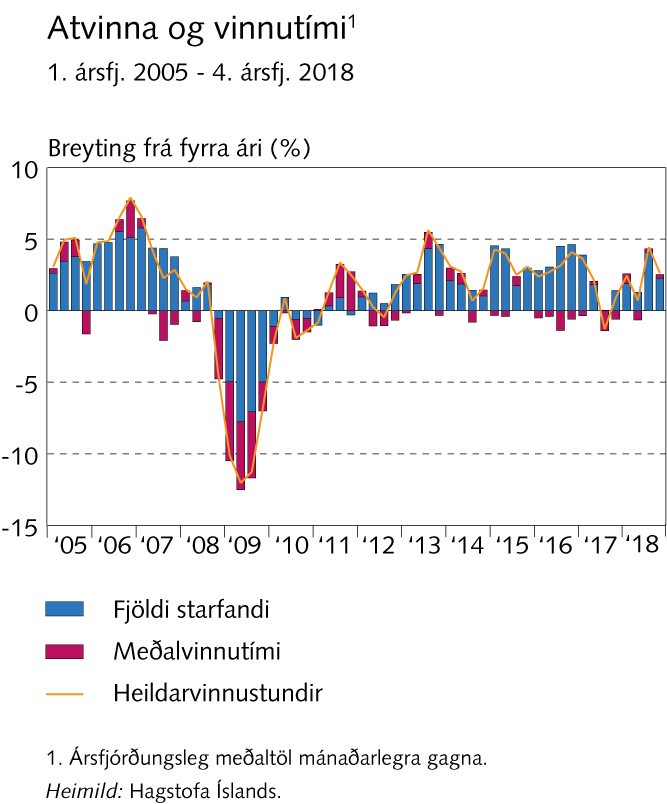 Atvinna og vinnutími¹
1. ársfj. 2005 - 4. ársfj. 2018
Breyting frá fyrra ári (%)
10
5
0
-5
-10
-15
‘05 ‘06 ‘07 ‘08 ‘09 ‘10 ‘11 ‘12 ‘13 ‘14 ‘15 ‘16 ‘17 ‘18
Fjöldi starfandi
Meðalvinnutími
Heildarvinnustundir
1. Ársfjórðungsleg meðaltöl mánaðarlegra gagna.
Heimild: Hagstofa Íslands.